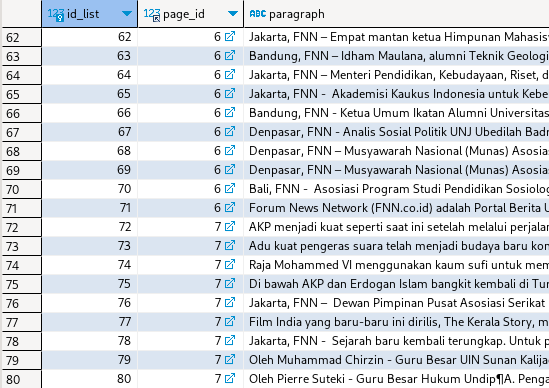 id_list page_id ABC paragraph
62 62 6 Jakarta, FNN – Empat mantan ketua Himpunan Mahasis
63 63 6 Bandung, FNN – Idham Maulana, alumni Teknik Geologi
64 64 6 Jakarta, FNN – Menteri Pendidikan, Kebudayaan, Riset, d
65 65 6 Jakarta, FNN - Akademisi Kaukus Indonesia untuk Kebe
66 66 6 Bandung, FNN - Ketua Umum Ikatan Alumni Universitas
67 67 6 Denpasar, FNN - Analis Sosial Politik UNJ Ubedilah Badr
68 68 6 Denpasar, FNN – Musyawarah Nasional (Munas) Asosia
69 69 6 Denpasar, FNN – Musyawarah Nasional (Munas) Asosia
70 70 6 Bali, FNN - Asosiasi Program Studi Pendidikan Sosiolog
71 71 6 Forum News Network (FNN.co.id) adalah Portal Berita U
72 72 7 AKP menjadi kuat seperti saat ini setelah melalui perjala
73 73 7 Adu kuat pengeras suara telah menjadi budaya baru kon
74 74 7 Raja Mohammed VI menggunakan kaum sufi untuk mem
75 75 7 Di bawah AKP dan Erdogan Islam bangkit kembali di Tur
76 76 7 Jakarta, FNN – Dewan Pimpinan Pusat Asosiasi Serikat
77 77 7 Film India yang baru-baru ini dirilis, The Kerala Story, m
78 78 7 Jakarta, FNN - Sejarah baru kembali terungkap. Untuk p
79 79 7 Oleh Muhammad Chirzin - Guru Besar UIN Sunan Kalija
80 80 7 Oleh Pierre Suteki - Guru Besar Hukum Undip¶A. Penga